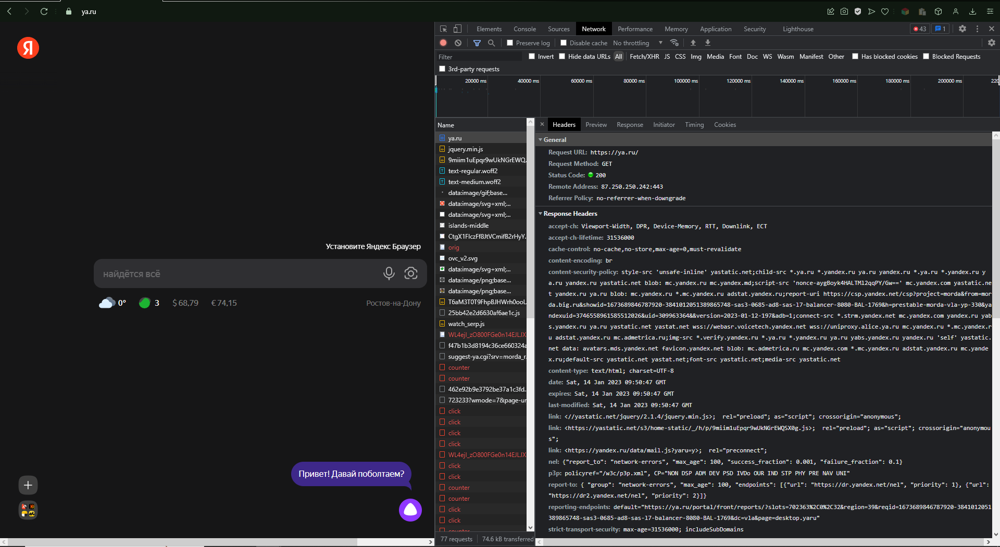 ya.ru
Я
Установите Яндекс Браузер
найдётся всё
0°
3
$ 68,79
€ 74,15
Ростов-на-Дону
Привет! Давай поболтаем?
Elements Console Sources Network Performance Memory Application Security Lighthouse 43 1
Preserve log Disable cache No throttling
Filter Invert Hide data URLs All Fetch/XHR JS CSS Img Media Font Doc WS Wasm Manifest Other Has blocked cookies Blocked Requests
3rd-party requests
20000 ms 40000 ms 60000 ms 80000 ms 100000 ms 120000 ms 140000 ms 160000 ms 180000 ms 200000 ms 220
Name
ya.ru
jquery.min.js
9miim1uEpqr9wUkNGrEWQ.
text-regular.woff2
text-medium.woff2
data:image/gif;base...
data:image/svg+xml;...
data:image/svg+xml;...
islands-middle
CtgX1FIczFf8JtVCmifB2rHyY.
orig
ovc_v2.svg
data:image/svg+xml;...
data:image/png;base...
data:image/png;base...
T6aM3T0T9FhpBJHWrh0ooL
25bb42e2d6630af6ae1c.js
watch_serp.js
WL4ejI_zO800FGe0n14EJLJX
f47b1b3d8194c36ce660324a
suggest-ya.cgi?srv=morda_r.
counter
counter
462e92b9e3792be37a1c3fd.
723233?wmode=7&page-ur
click
click
click
click
WL4ejI_zO800FGe0n14EJLJX
click
click
counter
counter
click
click
counter
77 requests 74.6 kB transferred
Headers Preview Response Initiator Timing Cookies
General
Request URL: https://ya.ru/
Request Method: GET
Status Code: 200
Remote Address: 87.250.250.242:443
Referrer Policy: no-referrer-when-downgrade
Response Headers
accept-ch: Viewport-Width, DPR, Device-Memory, RTT, Downlink, ECT
accept-ch-lifetime: 31536000
cache-control: no-cache,no-store,max-age=0,must-revalidate
content-encoding: br
content-security-policy: style-src 'unsafe-inline' yastatic.net;child-src *.ya.ru *.yandex.ru ya.ru yandex.ru *.ya.ru *.yandex.ru y
a.ru yandex.ru yastatic.net blob: mc.yandex.ru mc.yandex.md;script-src 'nonce-aygBoyk4HALTMl2qqPY/Gw==' mc.yandex.com yastatic.ne
t yandex.ru ya.ru blob: mc.yandex.ru *.mc.yandex.ru adstat.yandex.ru;report-uri https://csp.yandex.net/csp?project=morda&from=mor
da.big.ru&showid=1673689846787920-3841012051389865748-sas3-0685-ad8-sas-l7-balancer-8080-BAL-1769&h=prestable-morda-vla-yp-330&ya
ndexuid=3746558961585512026&uid=309963364&&version=2023-01-12-197&adb=1;connect-src *.strm.yandex.net mc.yandex.com yandex.ru yab
s.yandex.ru ya.ru yastatic.net yastat.net wss://webasr.voicetech.yandex.net wss://uniproxy.alice.ya.ru mc.yandex.ru *.mc.yandex.r
u adstat.yandex.ru mc.admetrica.ru;img-src *.verify.yandex.ru *.ya.ru *.yandex.ru ya.ru yabs.yandex.ru yandex.ru 'self' yastatic.
net data: avatars.mds.yandex.net favicon.yandex.net blob: mc.admetrica.ru mc.yandex.com *.mc.yandex.ru adstat.yandex.ru mc.yande
x.ru;default-src yastatic.net yastat.net;font-src yastatic.net;media-src yastatic.net
content-type: text/html; charset=UTF-8
date: Sat, 14 Jan 2023 09:50:47 GMT
expires: Sat, 14 Jan 2023 09:50:47 GMT
last-modified: Sat, 14 Jan 2023 09:50:47 GMT
link: <//yastatic.net/jquery/2.1.4/jquery.min.js>; rel="preload"; as="script"; crossorigin="anonymous";
link: <https://yastatic.net/s3/home-static/_/h/p/9miim1uEpqr9wUkNGrEWQSX0g.js>; rel="preload"; as="script"; crossorigin="anonymou
s";
link: <https://yandex.ru/data/mail.js?yaru=y>; rel="preconnect";
nel: {"report_to": "network-errors", "max_age": 100, "success_fraction": 0.001, "failure_fraction": 0.1}
p3p: policyref="/w3c/p3p.xml", CP="NON DSP ADM DEV PSD IVDo OUR IND STP PHY PRE NAV UNI"
report-to: { "group": "network-errors", "max_age": 100, "endpoints": [{"url": "https://dr.yandex.net/nel", "priority": 1}, {"url":
"https://dr2.yandex.net/nel", "priority": 2}]}
reporting-endpoints: default="https://ya.ru/portal/front/reports/?slots=702363%2C0%2C32&region=39&reqid=1673689846787920-3841012051
389865748-sas3-0685-ad8-sas-l7-balancer-8080-BAL-1769&dc=vla&page=desktop.yaru"
strict-transport-security: max-age=31536000; includeSubDomains